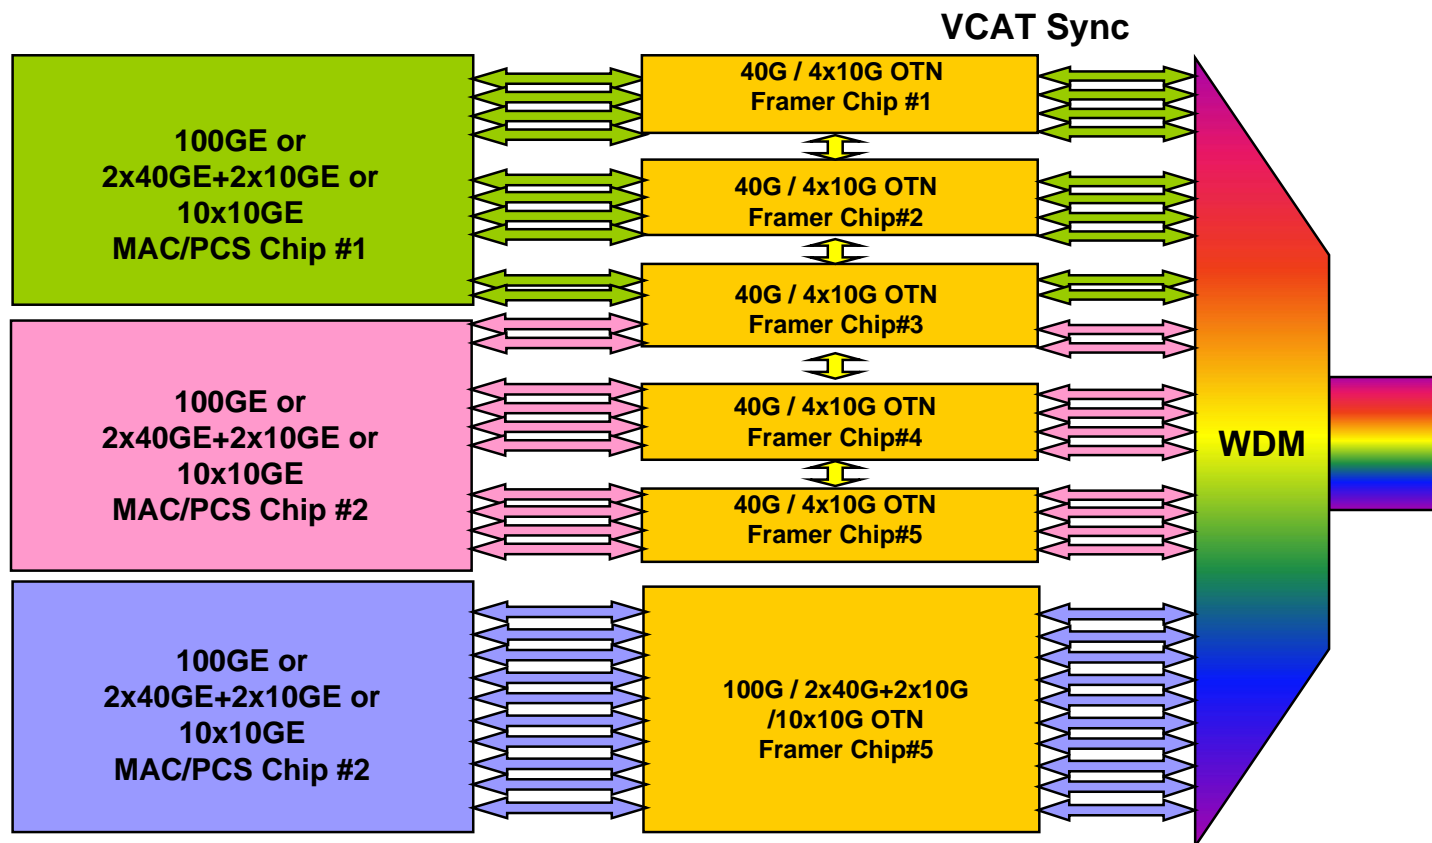 VCAT Sync
100GE or
2x40GE+2x10GE or
10x10GE
MAC/PCS Chip #1
40G / 4x10G OTN
Framer Chip #1
40G / 4x10G OTN
Framer Chip#2
40G / 4x10G OTN
Framer Chip#3
100GE or
2x40GE+2x10GE or
10x10GE
MAC/PCS Chip #2
40G / 4x10G OTN
Framer Chip#4
40G / 4x10G OTN
Framer Chip#5
WDM
100GE or
2x40GE+2x10GE or
10x10GE
MAC/PCS Chip #2
100G / 2x40G+2x10G
/10x10G OTN
Framer Chip#5